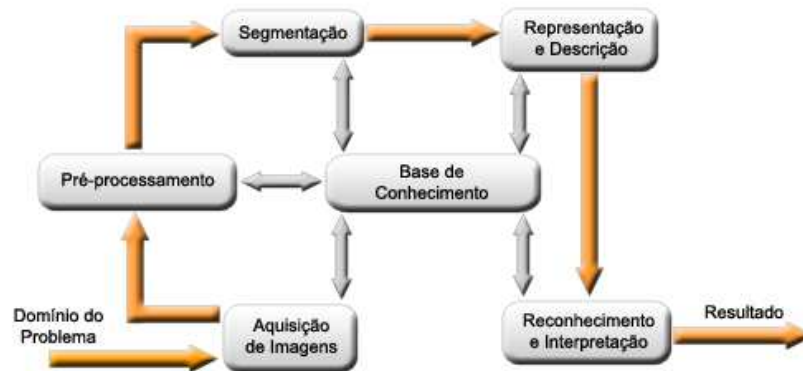 Segmentação
Representação
e Descrição
Pré-processamento
Base de
Conhecimento
Domínio do
Problema
Aquisição
de Imagens
Reconhecimento
e Interpretação
Resultado